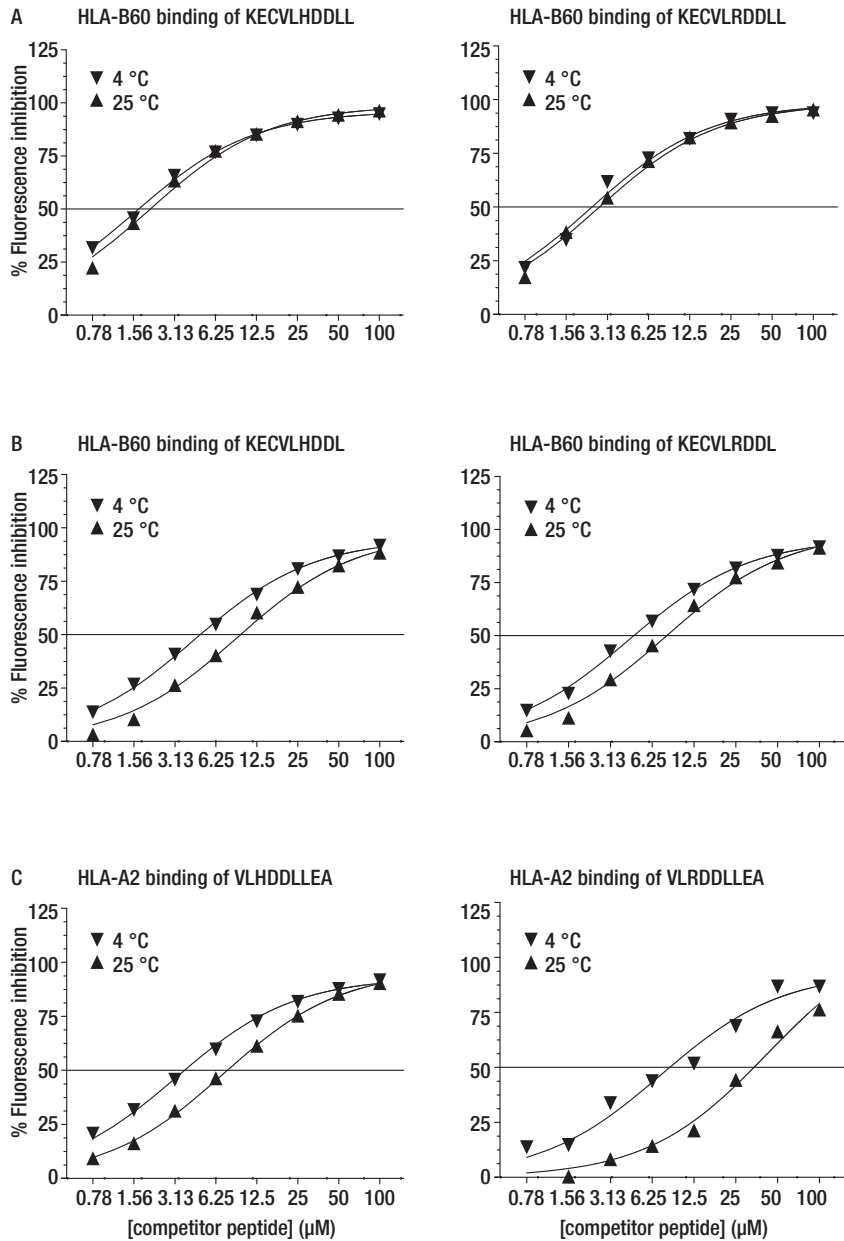 A HLA-B60 binding of KECVLHDDLL
HLA-B60 binding of KECVLRDDLL
% Fluorescence inhibition
125
100
75
50
25
0
4 °C
25 °C
0.78 1.56 3.13 6.25 12.5 25 50 100
125
100
75
50
25
0
4 °C
25 °C
0.78 1.56 3.13 6.25 12.5 25 50 100
B HLA-B60 binding of KECVLHDDL
HLA-B60 binding of KECVLRDDL
% Fluorescence inhibition
125
100
75
50
25
0
4 °C
25 °C
0.78 1.56 3.13 6.25 12.5 25 50 100
125
100
75
50
25
0
4 °C
25 °C
0.78 1.56 3.13 6.25 12.5 25 50 100
C HLA-A2 binding of VLHDDLLEA
HLA-A2 binding of VLRDDLLEA
% Fluorescence inhibition
125
100
75
50
25
0
4 °C
25 °C
0.78 1.56 3.13 6.25 12.5 25 50 100
[competitor peptide] (µM)
125
100
75
50
25
0
4 °C
25 °C
0.78 1.56 3.13 6.25 12.5 25 50 100
[competitor peptide] (µM)